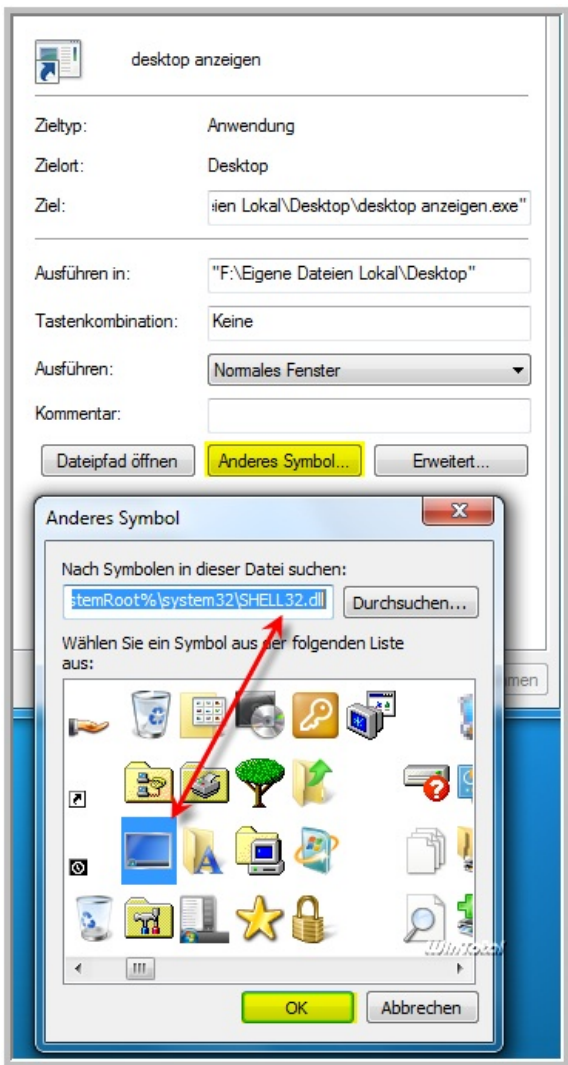 desktop anzeigen
Zieltyp: Anwendung
Zielort: Desktop
Ziel: ien Lokal\Desktop\desktop anzeigen.exe"
Ausführen in: "F:\Eigene Dateien Lokal\Desktop"
Tastenkombination: Keine
Ausführen: Normales Fenster
Kommentar:
Dateipfad öffnen Anderes Symbol... Erweitert...
Anderes Symbol
Nach Symbolen in dieser Datei suchen:
stemRoot%\system32\SHELL32.dll Durchsuchen...
Wählen Sie ein Symbol aus der folgenden Liste
aus:
men
WinTotal
OK Abbrechen